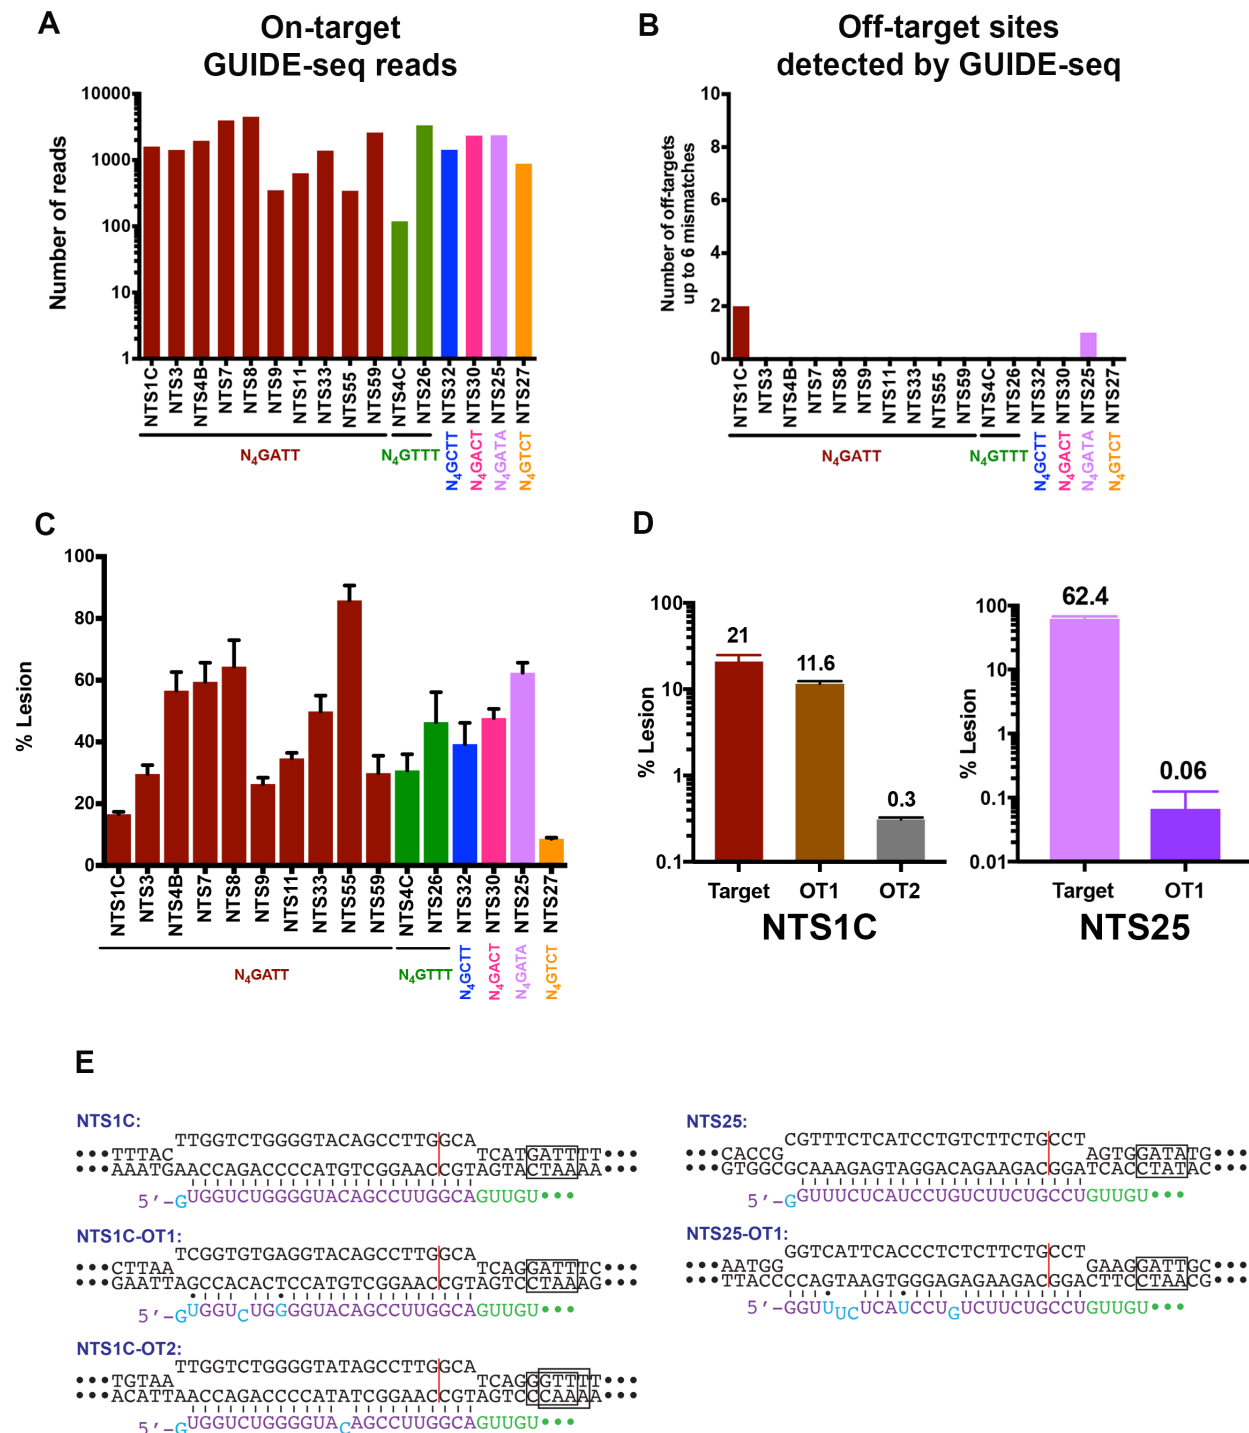 A
On-target
GUIDE-seq reads
Number of reads
10000
1000
100
10
1
NTS1C
NTS3
NTS4B
NTS7
NTS8
NTS9
NTS11
NTS33
NTS55
NTS59
NTS4C
NTS26
NTS32
NTS30
NTS25
NTS27
N4GATT
N4GTTT
N4GCTT
N4GACT
N4GATA
N4GTCT
B
Off-target sites
detected by GUIDE-seq
Number of off-targets
up to 6 mismatches
10
8
6
4
2
0
NTS1C
NTS3
NTS4B
NTS7
NTS8
NTS9
NTS11
NTS33
NTS55
NTS59
NTS4C
NTS26
NTS32
NTS30
NTS25
NTS27
N4GATT
N4GTTT
N4GCTT
N4GACT
N4GATA
N4GTCT
C
% Lesion
100
80
60
40
20
0
NTS1C
NTS3
NTS4B
NTS7
NTS8
NTS9
NTS11
NTS33
NTS55
NTS59
NTS4C
NTS26
NTS32
NTS30
NTS25
NTS27
N4GATT
N4GTTT
N4GCTT
N4GACT
N4GATA
N4GTCT
D
% Lesion
100
10
1
0.1
21
11.6
0.3
Target OT1 OT2
NTS1C
% Lesion
100
10
1
0.1
0.01
62.4
0.06
Target OT1
NTS25
E
NTS1C:
TTGGTCTGGGGTACAGCCTTGGCA
•••TTTAC TCATGATTTT•••
•••AAATGAACCAGACCCCATGTCGGAACCGTAGTACTAAAA•••
5'-GUGGUCUGGGGUACAGCCUUGGCAGUUGU•••
NTS1C-OT1:
TCGGTGTGAGGTACAGCCTTGGCA
•••CTTAA TCAGGATTTC•••
•••GAATTAGCCACACTCCATGTCGGAACCGTAGTCCTAAAG•••
5'-GUGGUCUGGGGUACAGCCUUGGCAGUUGU•••
NTS1C-OT2:
TTGGTCTGGGGTATAGCCTTGGCA
•••TGTAA TCAGGGTTTT•••
•••ACATTAACCAGACCCCATATCGGAACCGTAGTCCCAAAA•••
5'-GUGGUCUGGGGUACAGCCUUGGCAGUUGU•••
NTS25:
CGTTTCTCATCCTGTCTTCTGCCT
•••CACCG AGTGGATATG•••
•••GTGGCGCAAAGAGTAGGACAGAAGACGGATCACCTATAC•••
5'-GGUUUCUCAUCCUGUCUUCUGCCUGUUGU•••
NTS25-OT1:
GGTCATTCACCCTCTCTTCTGCCT
•••AATGG GAAGGATTGC•••
•••TTACCCCAGTAAGTGGGAGAGAAGACGGACTTCCTAACG•••
5'-GGUUUCUCAUCCUGUCUUCUGCCUGUUGU•••